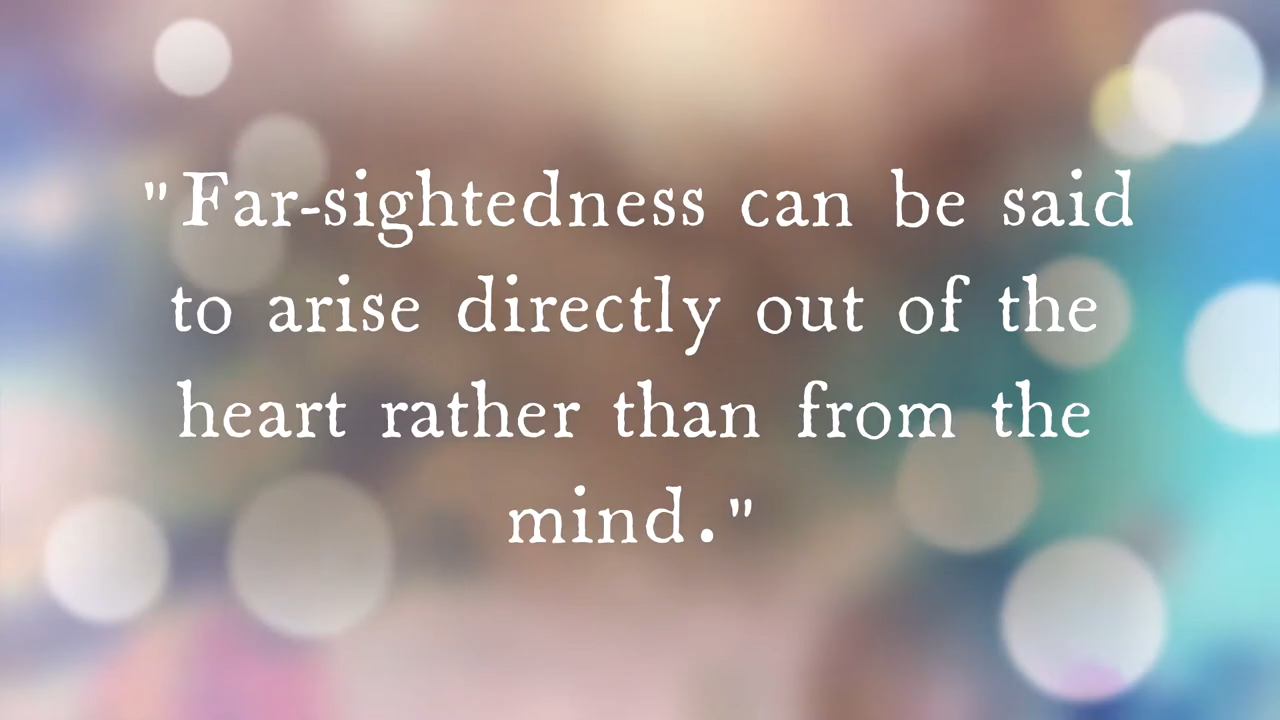 "Far-sightedness can be said
to arise directly out of the
heart rather than from the
mind."